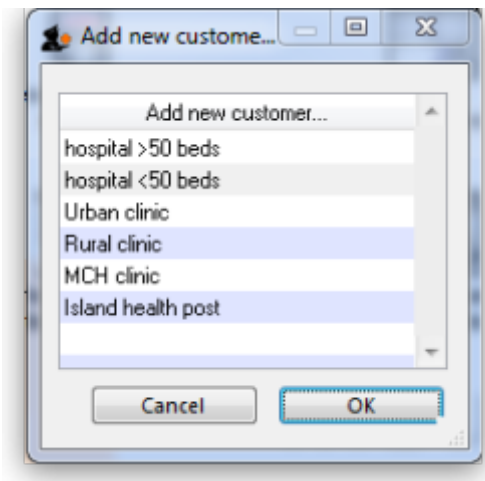 Add new custome...
Add new customer...
hospital >50 beds
hospital <50 beds
Urban clinic
Rural clinic
MCH clinic
Island health post
Cancel OK